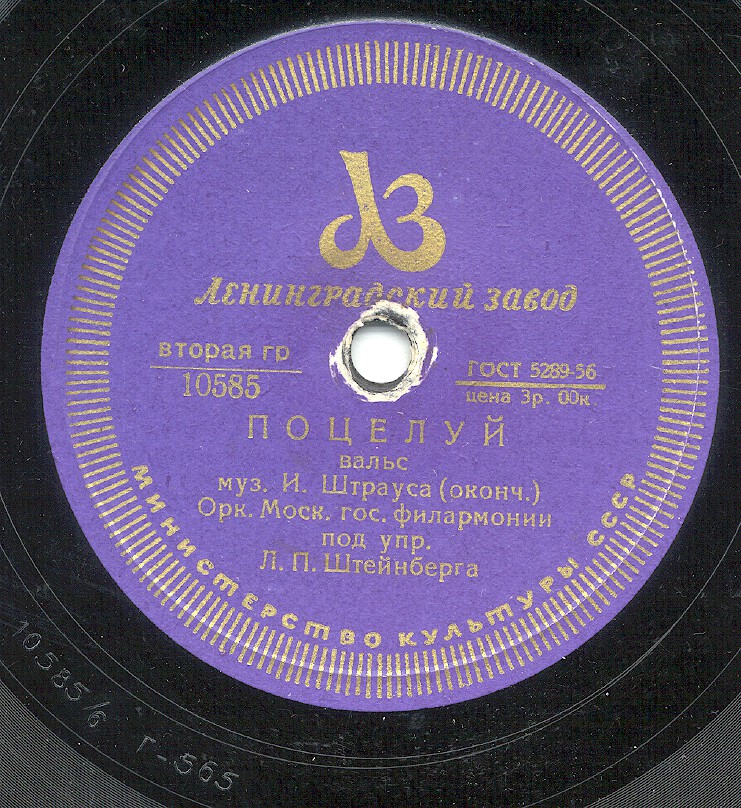 ЛЗ
Ленинградский завод
вторая гр
10585
ГОСТ 5289-56
цена 3р. 00к
ПОЦЕЛУЙ
вальс
муз. И. Штрауса (оконч.)
Орк. Моск. гос. филармонии
под упр.
Л. П. Штейнберга
МИНИСТЕРСТВО КУЛЬТУРЫ СССР
10585/6 Г-565